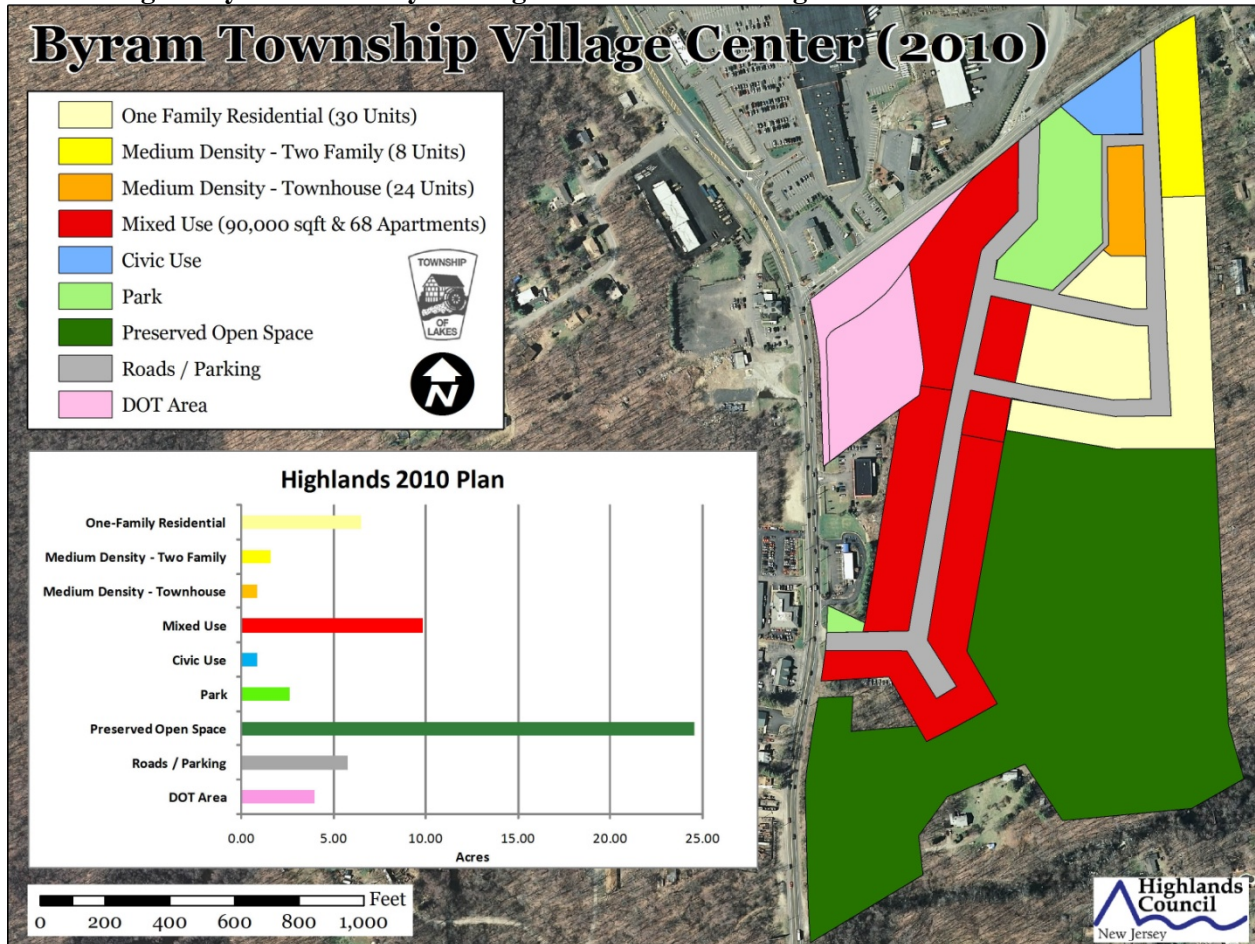 Byram Township Village Center (2010)
One Family Residential (30 Units)
Medium Density - Two Family (8 Units)
Medium Density - Townhouse (24 Units)
Mixed Use (90,000 sqft & 68 Apartments)
Civic Use
Park
Preserved Open Space
Roads / Parking
DOT Area
TOWNSHIP
OF
LAKES
N
Highlands 2010 Plan
One-Family Residential
Medium Density - Two Family
Medium Density - Townhouse
Mixed Use
Civic Use
Park
Preserved Open Space
Roads / Parking
DOT Area
0.00 5.00 10.00 15.00 20.00 25.00
Acres
Feet
0 200 400 600 800 1,000
Highlands
Council
New Jersey